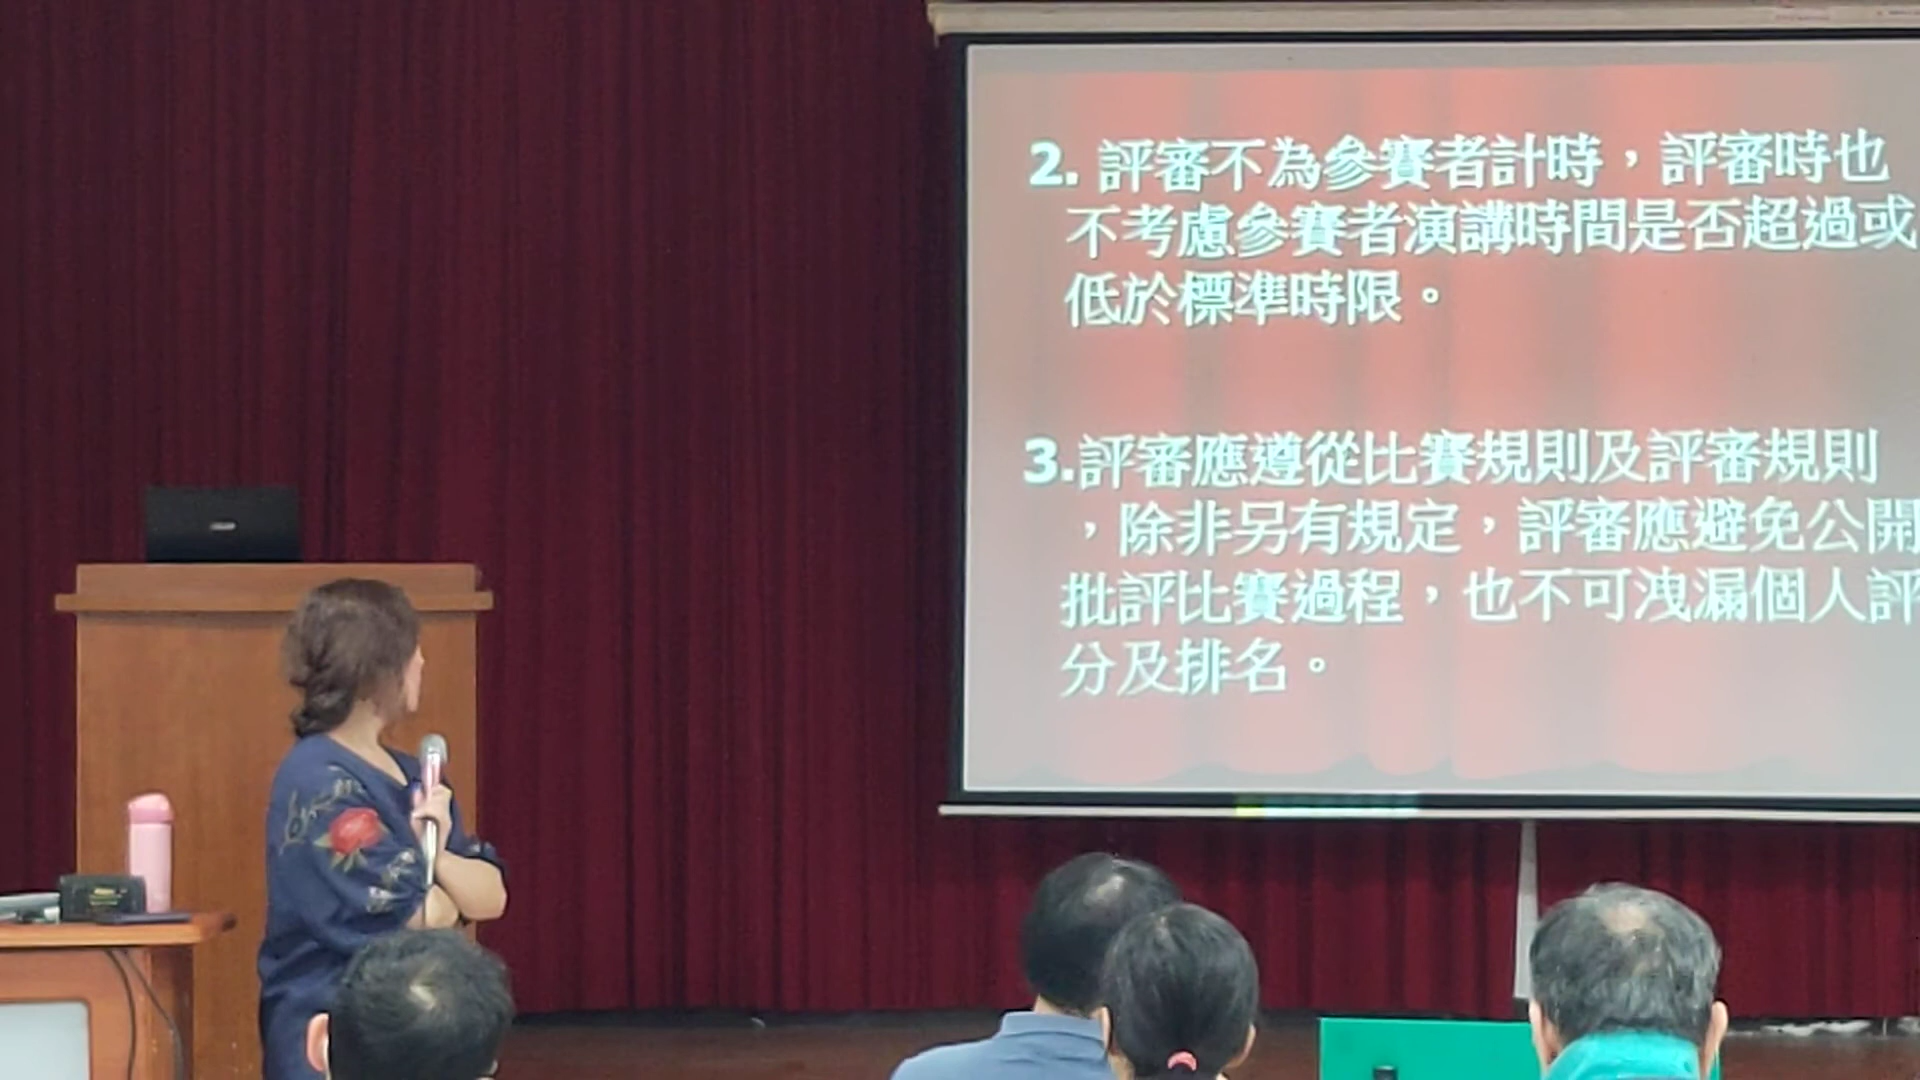 2. 評審不為參賽者計時，評審時也
不考慮參賽者演講時間是否超過或
低於標準時限。
3.評審應遵從比賽規則及評審規則
，除非另有規定，評審應避免公開
批評比賽過程，也不可洩漏個人評
分及排名。